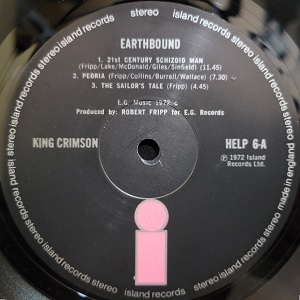 stereo island records stereo island records stereo island records stereo island records made in england
EARTHBOUND
1. 21st CENTURY SCHIZOID MAN
(Fripp/Lake/McDonald/Giles/Sinfield) (11.45)
2. PEORIA (Fripp/Collins/Burrell/Wallace) (7.30)
3. THE SAILOR'S TALE (Fripp) (4.45)
E.G. Music 1972
Produced by: ROBERT FRIPP for E.G. Records
KING CRIMSON
HELP 6-A
℗ 1972 Island
Records Ltd.
i